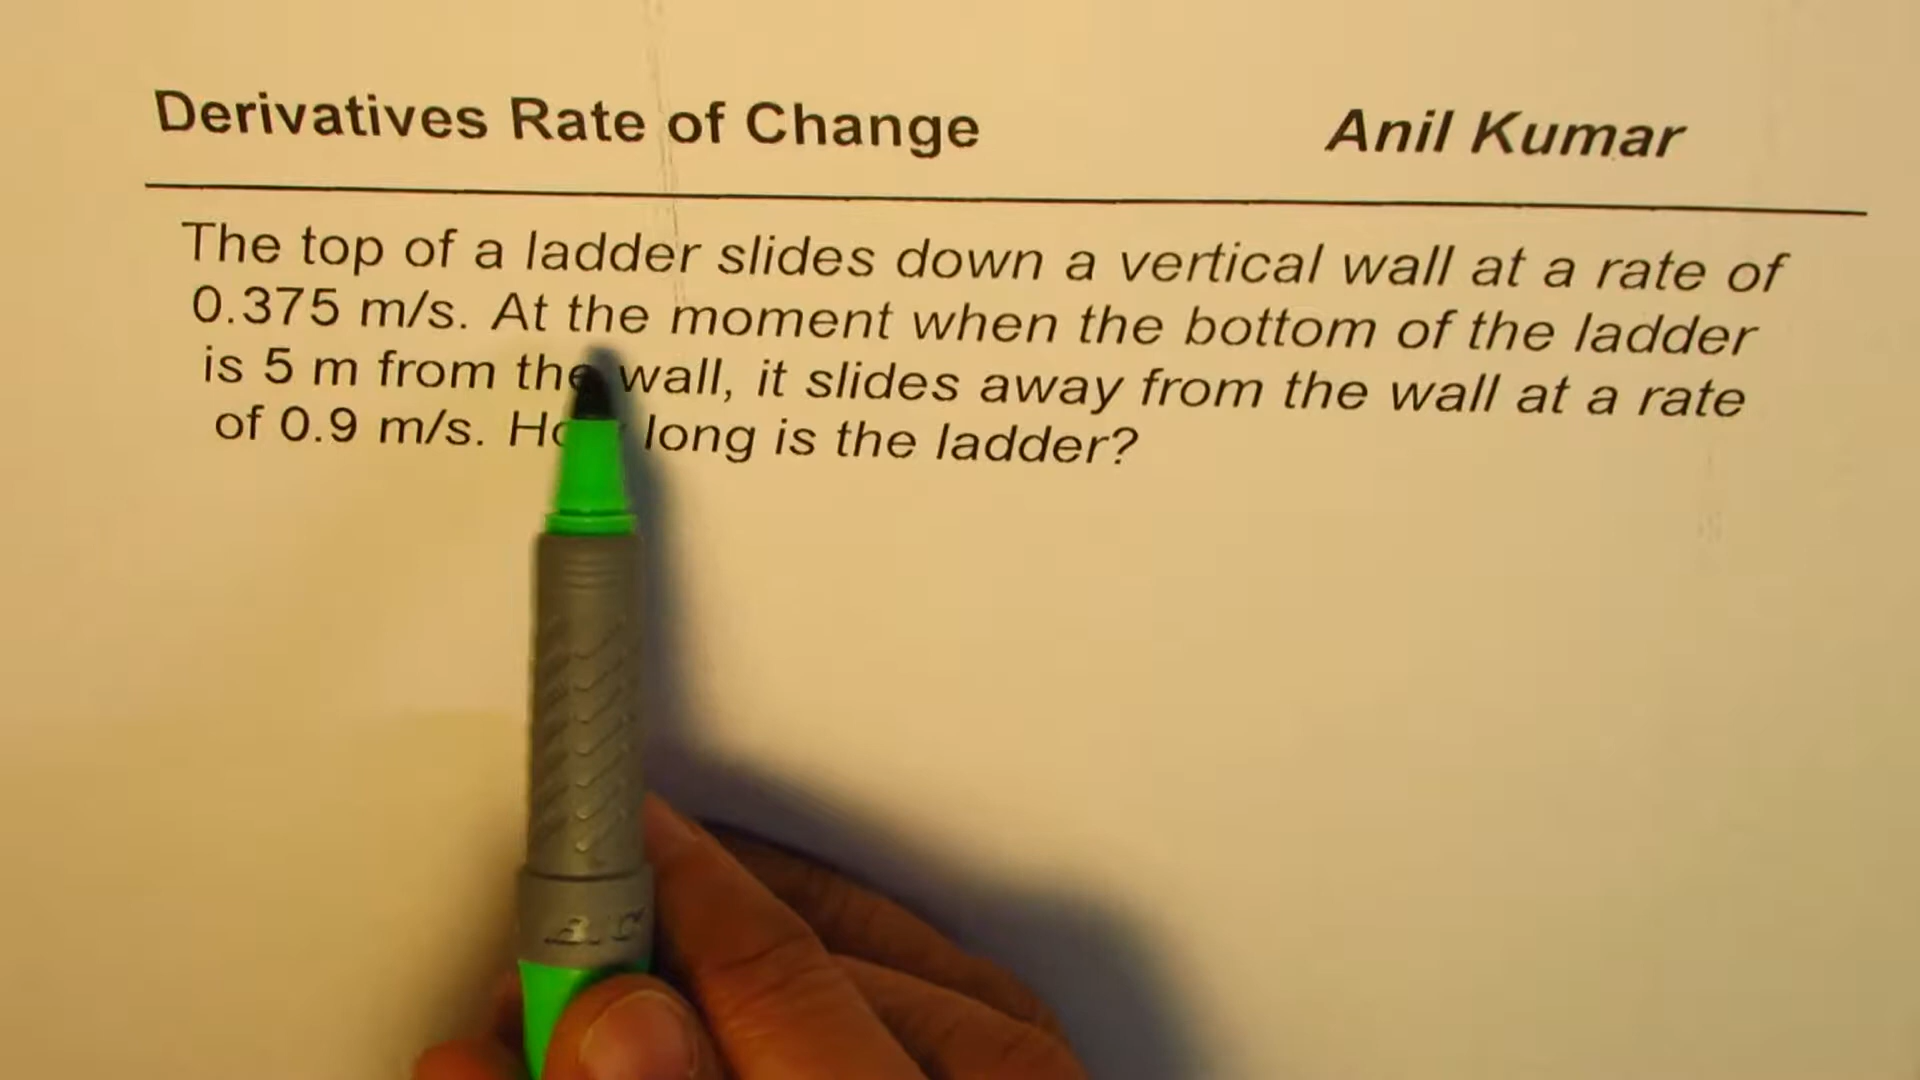 Derivatives Rate of Change Anil Kumar
The top of a ladder slides down a vertical wall at a rate of
0.375 m/s. At the moment when the bottom of the ladder
is 5 m from the wall, it slides away from the wall at a rate
of 0.9 m/s. How long is the ladder?
BIC